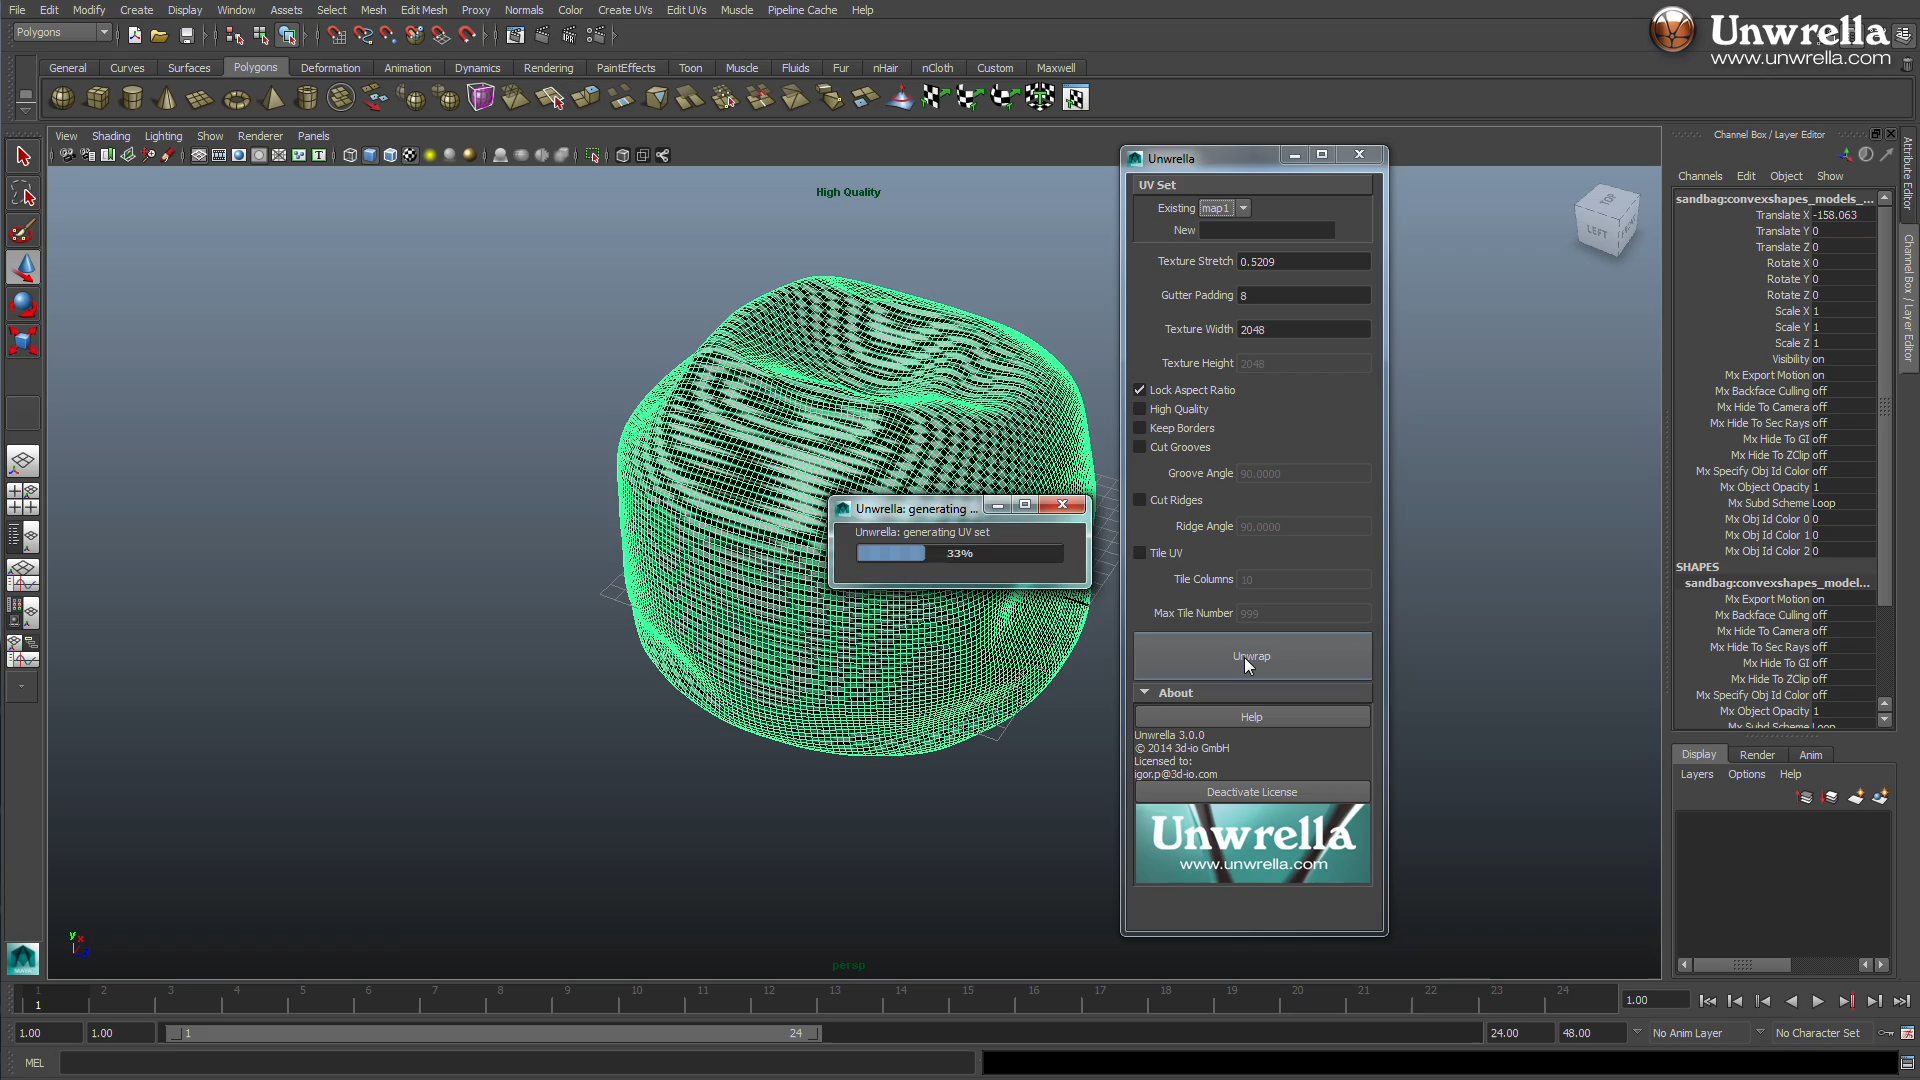 File Edit Modify Create Display Window Assets Select Mesh Edit Mesh Proxy Normals Color Create UVs Edit UVs Muscle Pipeline Cache Help
Polygons
Unwrella
www.unwrella.com
General Curves Surfaces Polygons Deformation Animation Dynamics Rendering PaintEffects Toon Muscle Fluids Fur nHair nCloth Custom Maxwell
View Shading Lighting Show Renderer Panels
High Quality
TOP
LEFT
persp
Unwrella
UV Set
Existing map1
New
Texture Stretch 0.5209
Gutter Padding 8
Texture Width 2048
Texture Height 2048
Lock Aspect Ratio
High Quality
Keep Borders
Cut Grooves
Groove Angle 90.0000
Cut Ridges
Ridge Angle 90.0000
Tile UV
Tile Columns 10
Max Tile Number 999
Unwrap
About
Help
Unwrella 3.0.0
© 2014 3d-io GmbH
Licensed to:
igor.p@3d-io.com
Deactivate License
Unwrella
www.unwrella.com
Unwrella: generating ...
Unwrella: generating UV set
33%
Channel Box / Layer Editor
Channels Edit Object Show
sandbag:convexshapes_models_...
Translate X -158.063
Translate Y 0
Translate Z 0
Rotate X 0
Rotate Y 0
Rotate Z 0
Scale X 1
Scale Y 1
Scale Z 1
Visibility on
Mx Export Motion on
Mx Backface Culling off
Mx Hide To Camera off
Mx Hide To Sec Rays off
Mx Hide To GI off
Mx Hide To ZClip off
Mx Specify Obj Id Color off
Mx Object Opacity 1
Mx Subd Scheme Loop
Mx Obj Id Color 0 0
Mx Obj Id Color 1 0
Mx Obj Id Color 2 0
SHAPES
sandbag:convexshapes_model...
Mx Export Motion on
Mx Backface Culling off
Mx Hide To Camera off
Mx Hide To Sec Rays off
Mx Hide To GI off
Mx Hide To ZClip off
Mx Specify Obj Id Color off
Mx Object Opacity 1
Mx Subd Scheme Loop
Attribute Editor
Channel Box / Layer Editor
Display Render Anim
Layers Options Help
y x z
1 2 3 4 5 6 7 8 9 10 11 12 13 14 15 16 17 18 19 20 21 22 23 24
1
1.00
1.00 1.00 1 24 24.00 48.00 No Anim Layer No Character Set
MEL